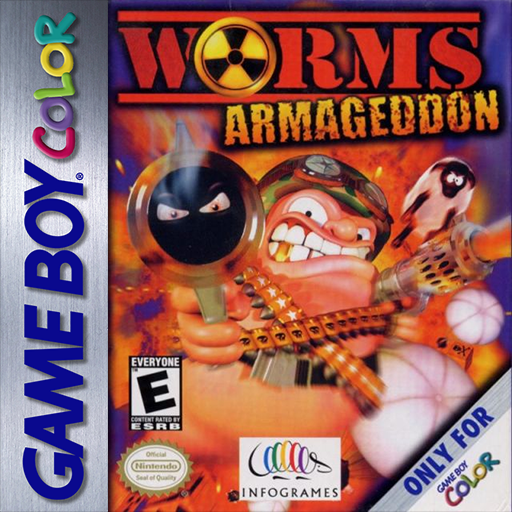 GAME BOY COLOR
WORMS
ARMAGEDDON
EVERYONE
E
CONTENT RATED BY
ESRB
Official
Nintendo
Seal of Quality
INFOGRAMES
ONLY FOR
GAME BOY
COLOR